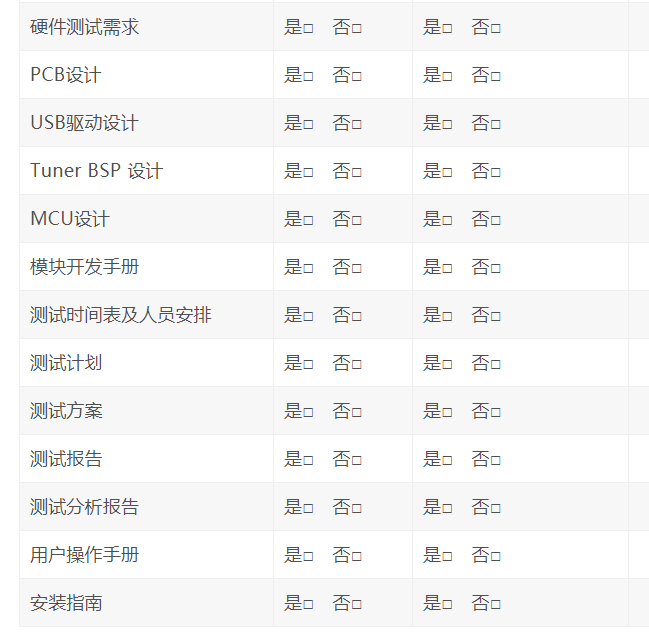 硬件测试需求 是□ 否□ 是□ 否□
PCB设计 是□ 否□ 是□ 否□
USB驱动设计 是□ 否□ 是□ 否□
Tuner BSP 设计 是□ 否□ 是□ 否□
MCU设计 是□ 否□ 是□ 否□
模块开发手册 是□ 否□ 是□ 否□
测试时间表及人员安排 是□ 否□ 是□ 否□
测试计划 是□ 否□ 是□ 否□
测试方案 是□ 否□ 是□ 否□
测试报告 是□ 否□ 是□ 否□
测试分析报告 是□ 否□ 是□ 否□
用户操作手册 是□ 否□ 是□ 否□
安装指南 是□ 否□ 是□ 否□